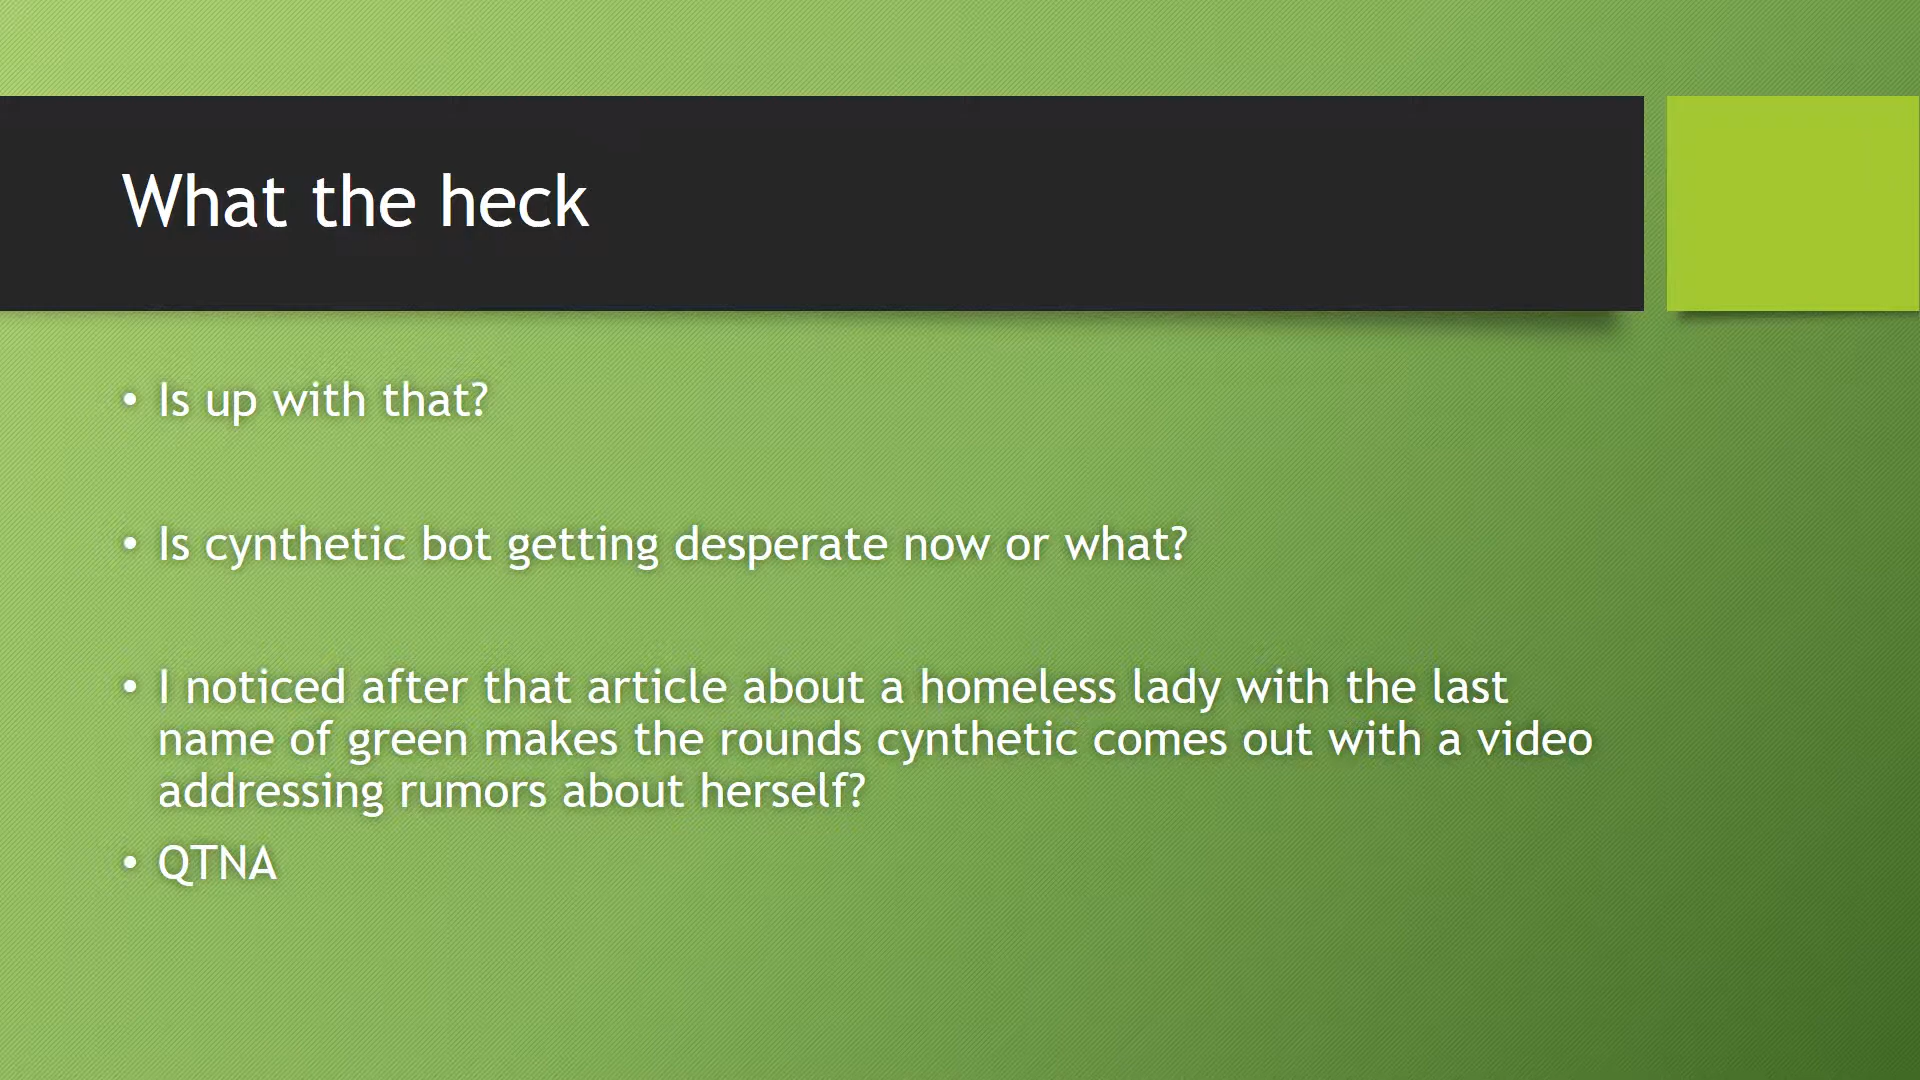 What the heck
• Is up with that?
• Is cynthetic bot getting desperate now or what?
• I noticed after that article about a homeless lady with the last
name of green makes the rounds cynthetic comes out with a video
addressing rumors about herself?
• QTNA